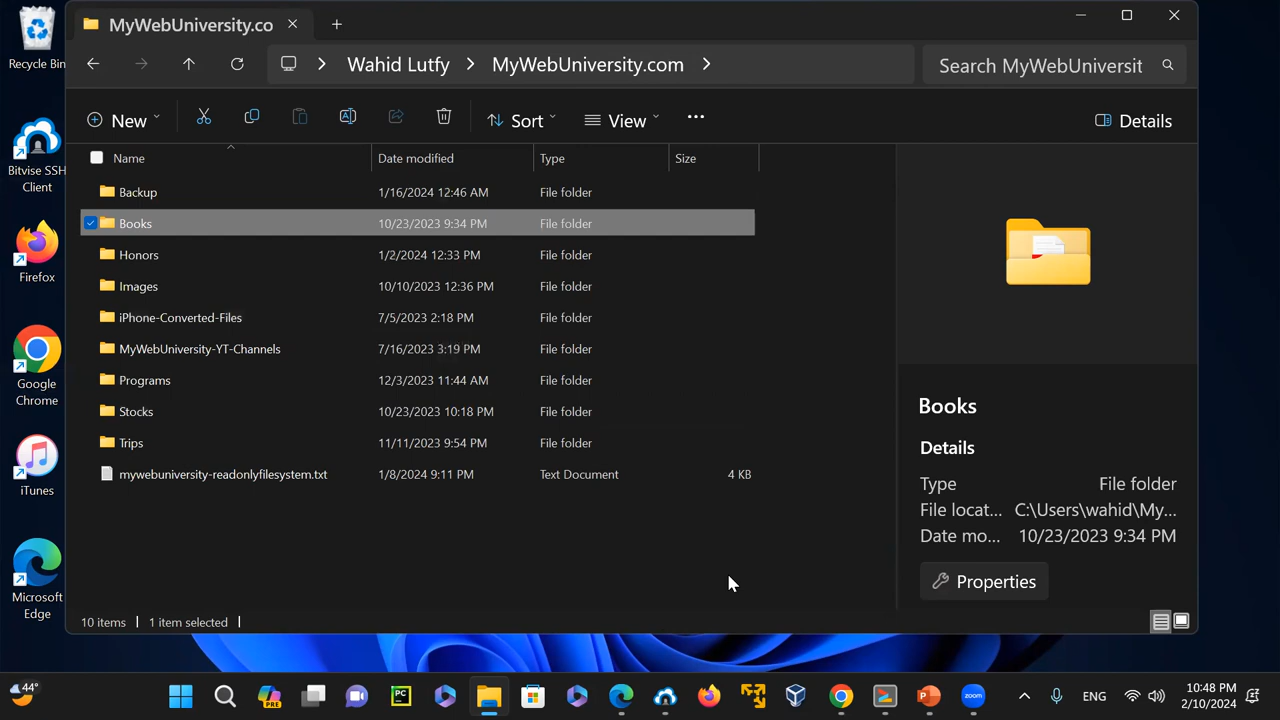 MyWebUniversity.co
Wahid Lutfy MyWebUniversity.com
Search MyWebUniversit
New
Sort
View
Details
Name Date modified Type Size
Backup 1/16/2024 12:46 AM File folder
Books 10/23/2023 9:34 PM File folder
Honors 1/2/2024 12:33 PM File folder
Images 10/10/2023 12:36 PM File folder
iPhone-Converted-Files 7/5/2023 2:18 PM File folder
MyWebUniversity-YT-Channels 7/16/2023 3:19 PM File folder
Programs 12/3/2023 11:44 AM File folder
Stocks 10/23/2023 10:18 PM File folder
Trips 11/11/2023 9:54 PM File folder
mywebuniversity-readonlyfilesystem.txt 1/8/2024 9:11 PM Text Document 4 KB
Books
Details
Type File folder
File locat... C:\Users\wahid\My...
Date mo... 10/23/2023 9:34 PM
Properties
10 items 1 item selected
Recycle Bin
Bitvise SSH
Client
Firefox
Google
Chrome
iTunes
Microsoft
Edge
44°
PRE
PC
zoom
ENG
10:48 PM
2/10/2024